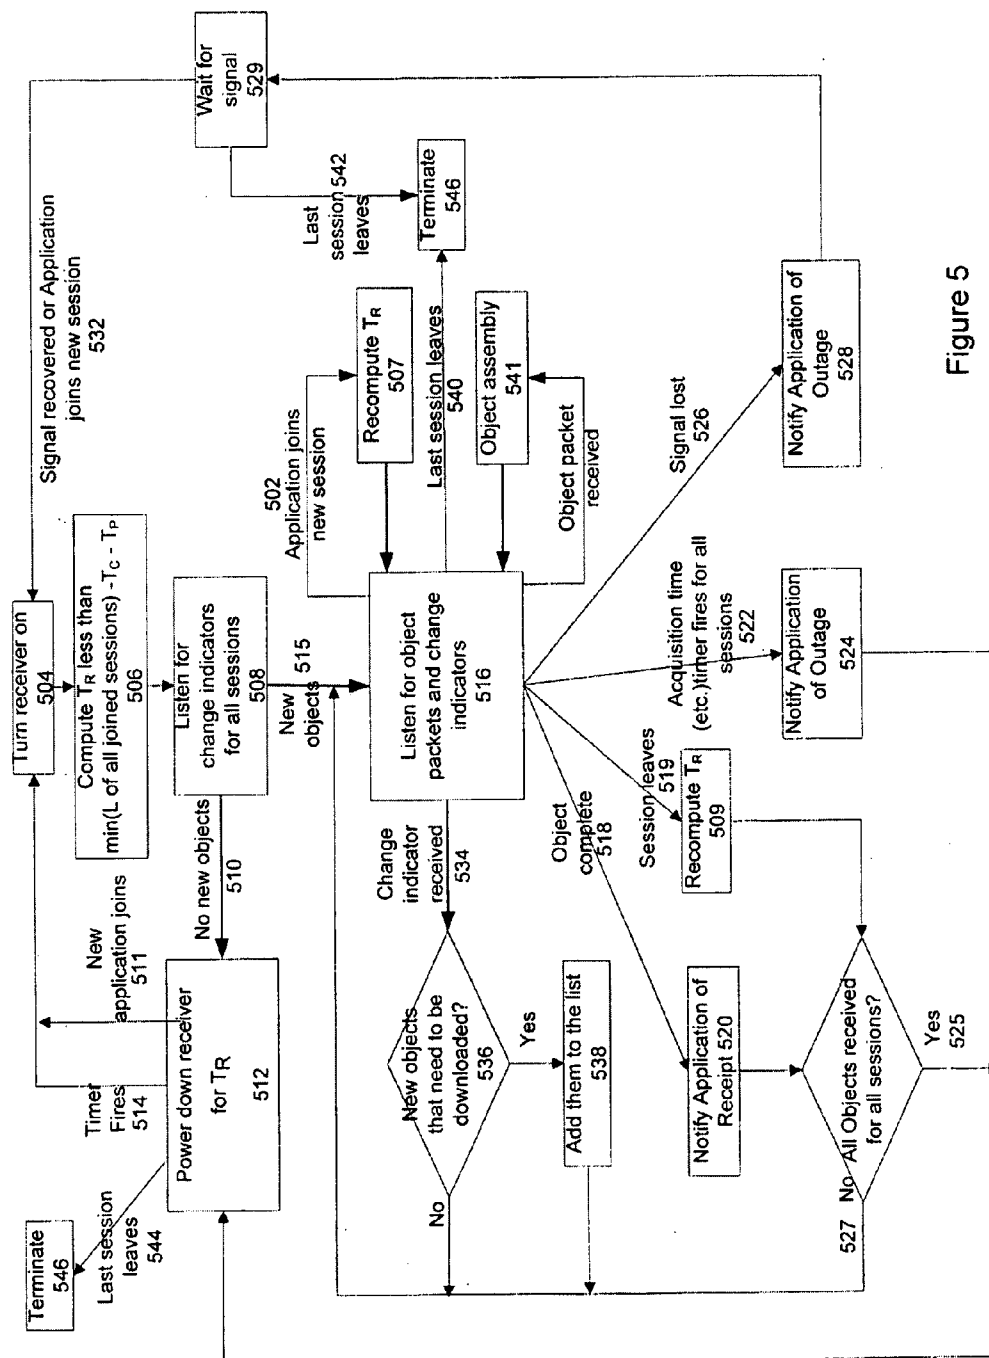 Terminate
546
Last session
leaves
544
Timer
Fires
514
New
application joins
511
Turn receiver on
504
Signal recovered or Application
joins new session
532
Wait for
signal
529
Compute TR less than
min(L of all joined sessions) -TC - TP
506
Power down receiver
for TR
512
No new objects
510
Listen for
change indicators
for all sessions
508
New
objects
515
502
Application joins
new session
Last
session 542
leaves
Terminate
546
Recompute TR
507
Last session leaves
540
Object assembly
541
Object packet
received
Listen for object
packets and change
indicators
516
Change
indicator
received
534
New objects
that need to be
downloaded?
536
No
Yes
Add them to the list
538
Object
complete
518
Session leaves
519
Recompute TR
509
Acquisition time
(etc.)timer fires for all
sessions
522
Signal lost
526
Notify Application of
Receipt 520
Notify Application
of Outage
524
Notify Application of
Outage
528
All Objects received
for all sessions?
No
527
Yes
525
Figure 5